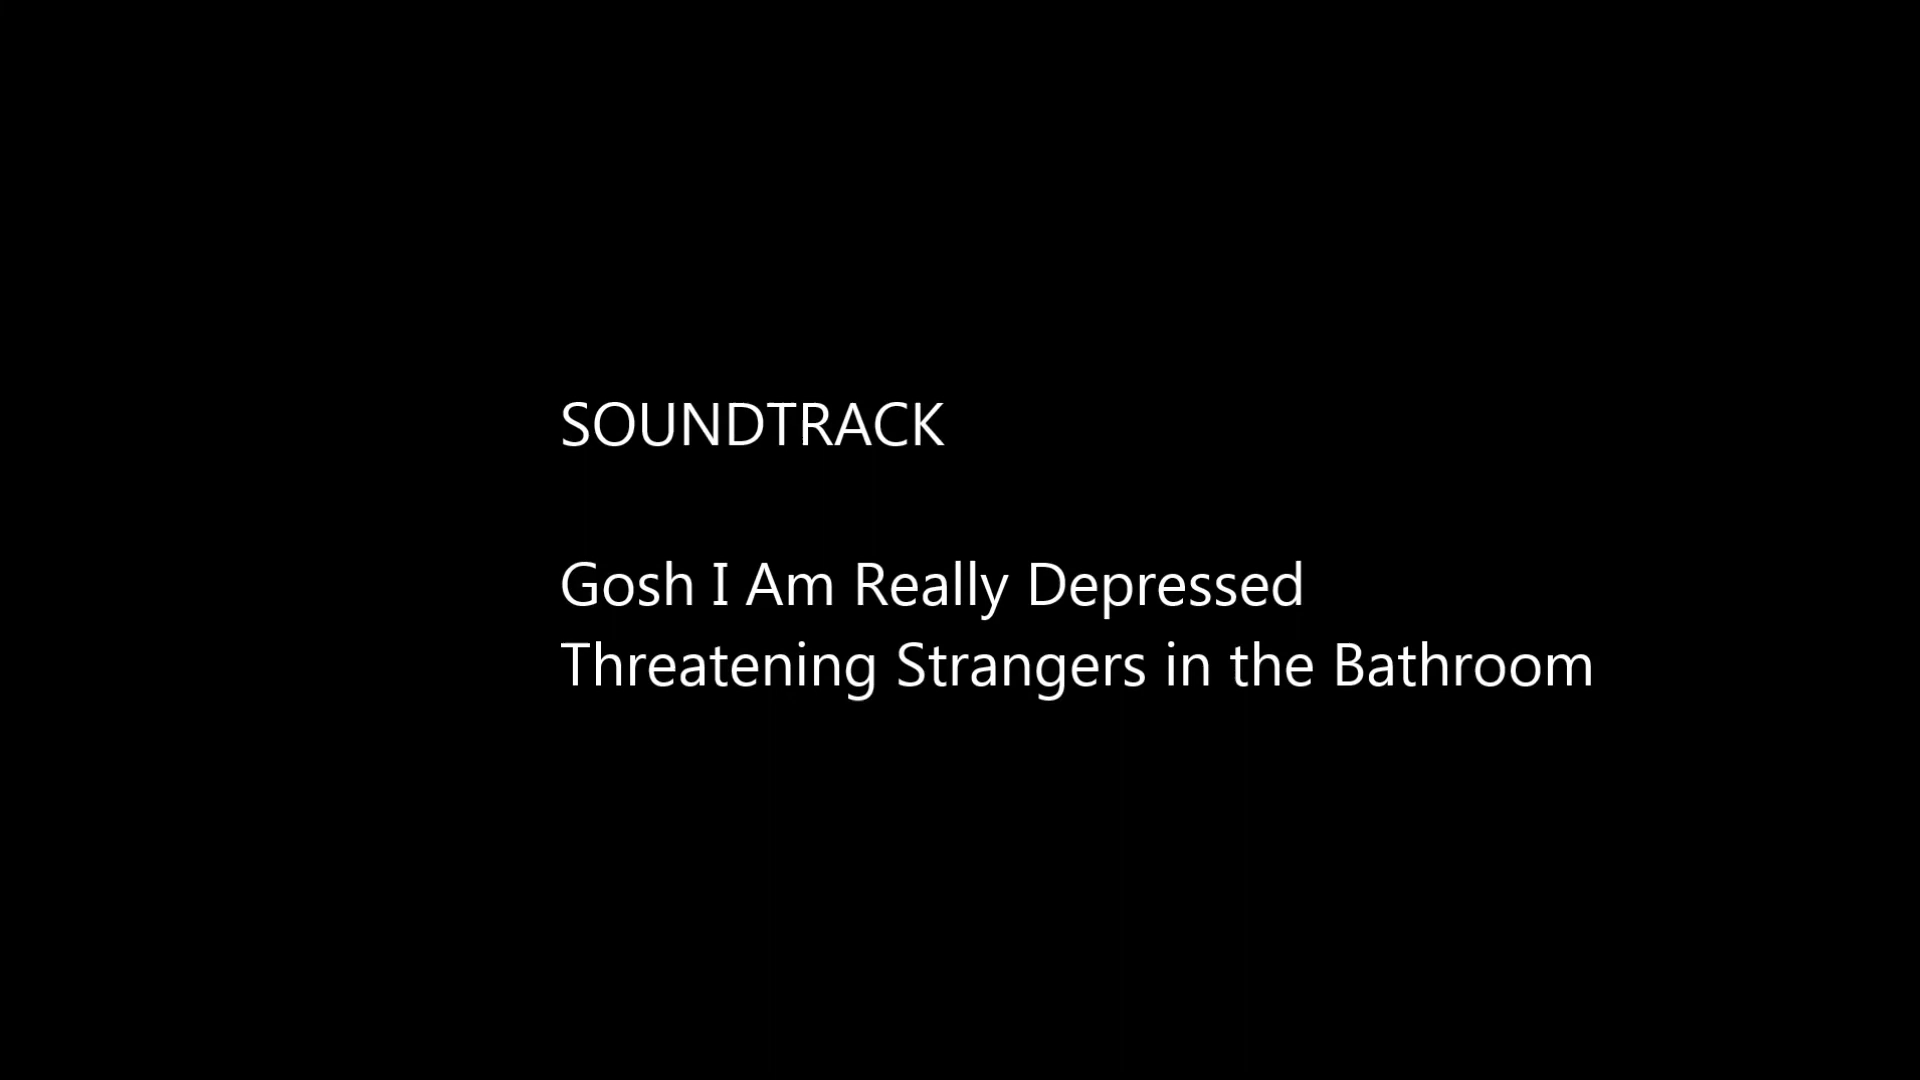 SOUNDTRACK
Gosh I Am Really Depressed
Threatening Strangers in the Bathroom